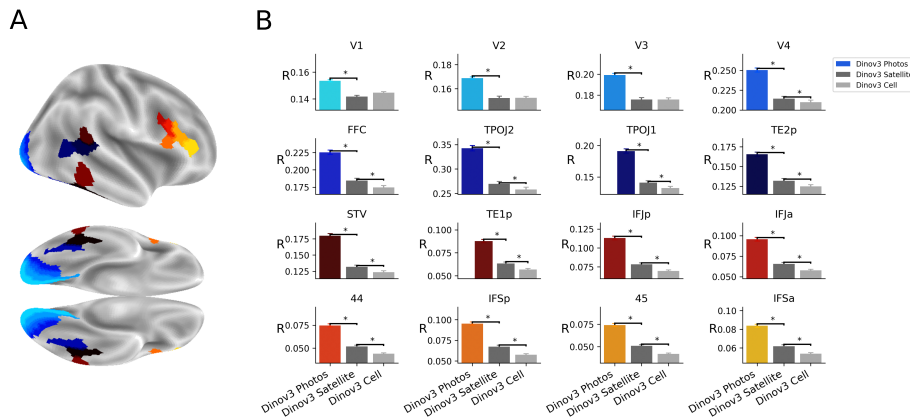 A
B
V1
V2
V3
V4
R
0.16
0.14
*
R
0.18
0.16
*
R
0.20
0.18
*
R
0.250
0.225
0.200
*
*
Dinov3 Photos
Dinov3 Satellite
Dinov3 Cell
FFC
TPOJ2
TPOJ1
TE2p
R
0.225
0.200
0.175
*
*
R
0.35
0.30
0.25
*
*
R
0.20
0.15
*
*
R
0.150
0.125
*
*
STV
TE1p
IFJp
IFJa
R
0.175
0.150
0.125
*
*
R
0.100
0.075
0.050
*
*
R
0.125
0.100
0.075
*
*
R
0.100
0.075
0.050
*
*
44
IFSp
45
IFSa
R
0.075
0.050
*
*
R
0.100
0.075
0.050
*
*
R
0.075
0.050
*
*
R
0.10
0.08
0.06
*
*
Dinov3 Photos
Dinov3 Satellite
Dinov3 Cell
Dinov3 Photos
Dinov3 Satellite
Dinov3 Cell
Dinov3 Photos
Dinov3 Satellite
Dinov3 Cell
Dinov3 Photos
Dinov3 Satellite
Dinov3 Cell